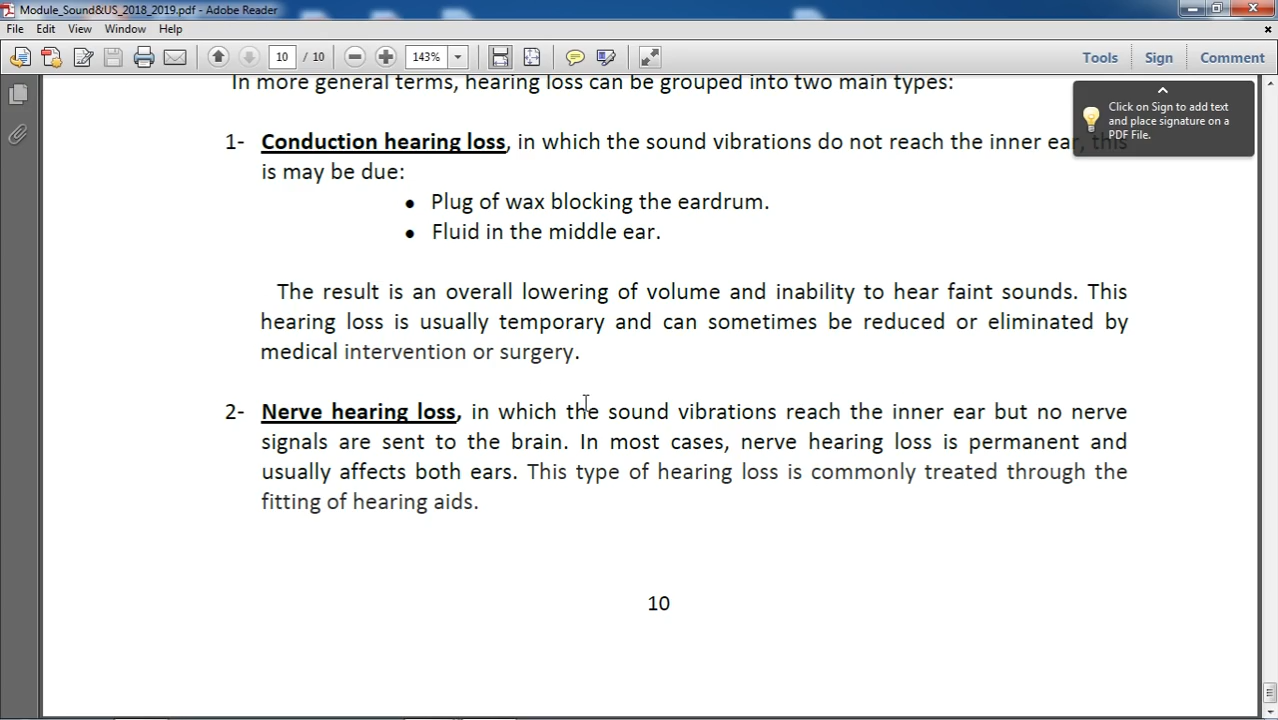 Module_Sound&US_2018_2019.pdf - Adobe Reader
File Edit View Window Help
10 / 10 143% Tools Sign Comment
In more general terms, hearing loss can be grouped into two main types:
Click on Sign to add text
and place signature on a
PDF File.
1- Conduction hearing loss, in which the sound vibrations do not reach the inner ear, this
is may be due:
• Plug of wax blocking the eardrum.
• Fluid in the middle ear.
The result is an overall lowering of volume and inability to hear faint sounds. This
hearing loss is usually temporary and can sometimes be reduced or eliminated by
medical intervention or surgery.
2- Nerve hearing loss, in which the sound vibrations reach the inner ear but no nerve
signals are sent to the brain. In most cases, nerve hearing loss is permanent and
usually affects both ears. This type of hearing loss is commonly treated through the
fitting of hearing aids.
10